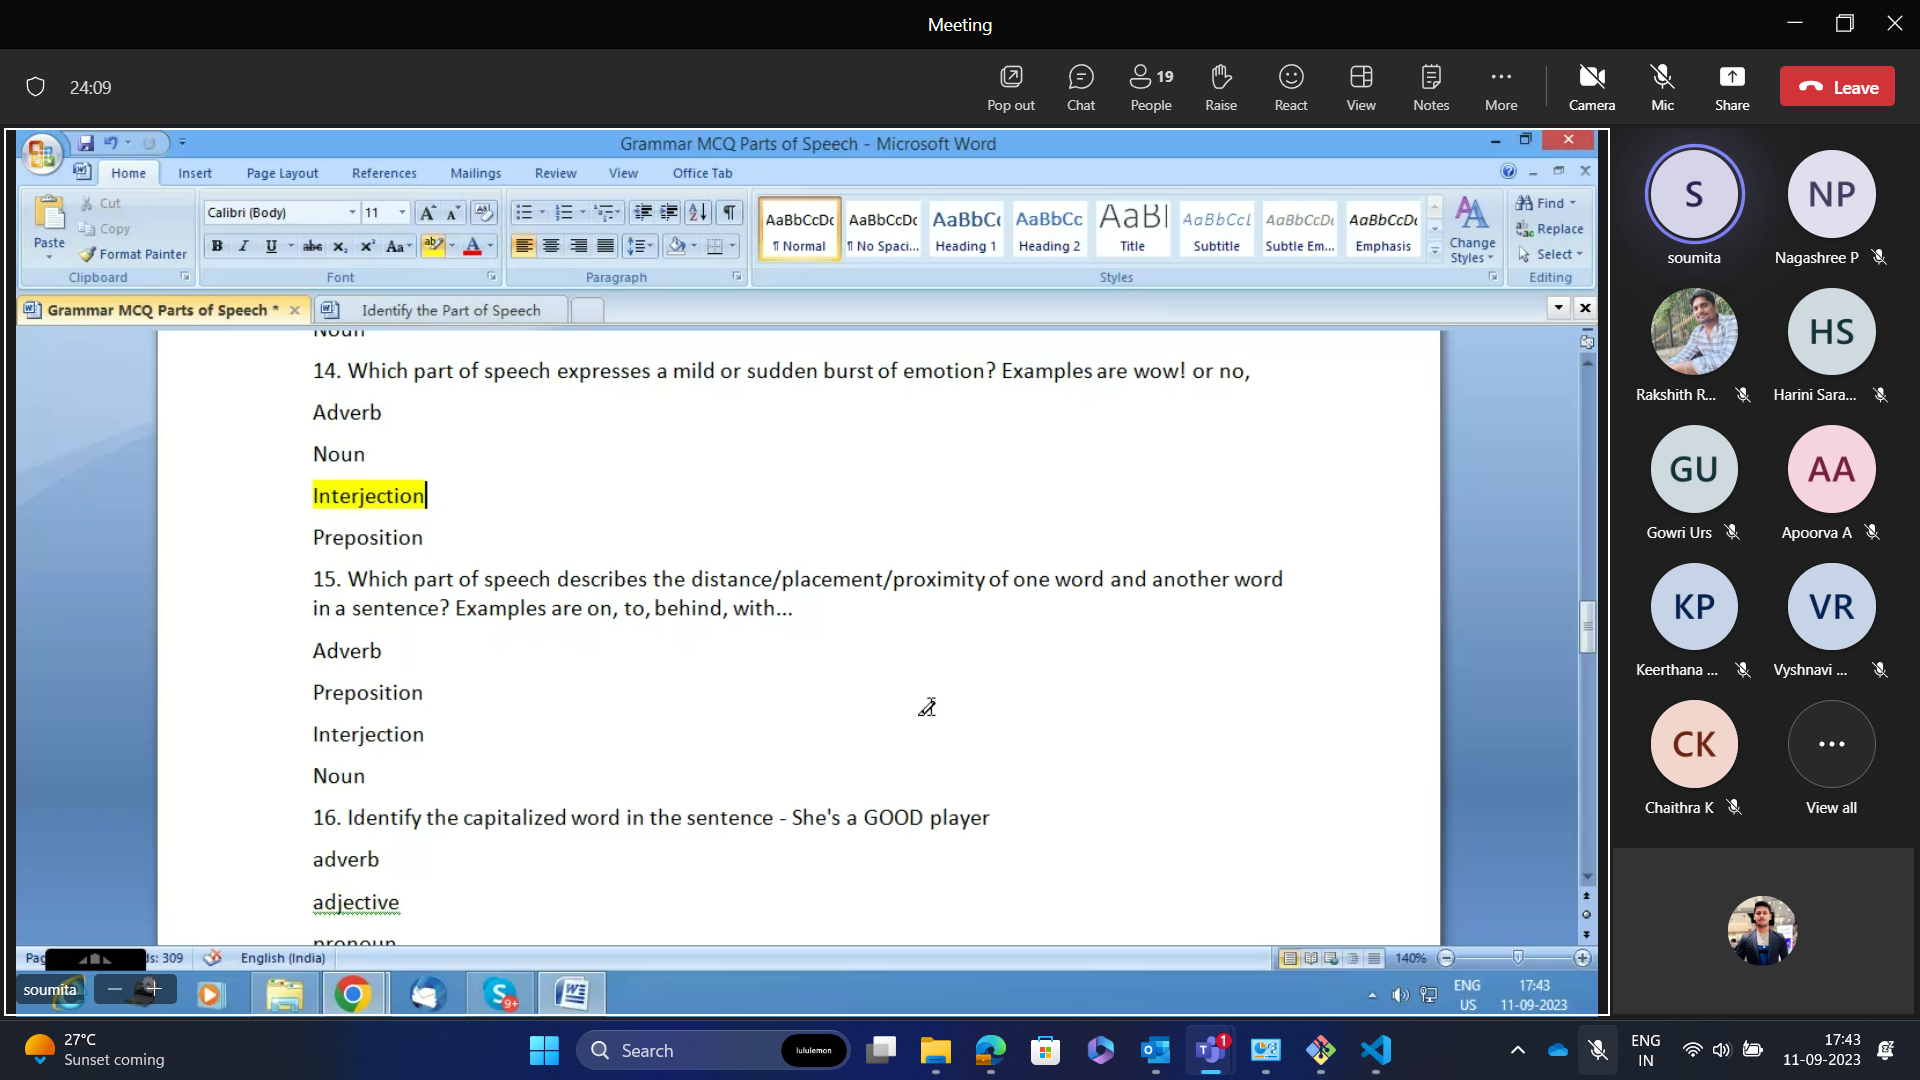 Meeting
24:09
Pop out
Chat
19
People
Raise
React
View
Notes
More
Camera
Mic
Share
Leave
Grammar MCQ Parts of Speech - Microsoft Word
Home Insert Page Layout References Mailings Review View Office Tab
Paste
Cut
Copy
Format Painter
Clipboard
Calibri (Body) 11
Font
Paragraph
AaBbCcDc AaBbCcDc AaBbC AaBbCc AaB AaBbCcL AaBbCcDc AaBbCcDc
¶ Normal ¶ No Spaci... Heading 1 Heading 2 Title Subtitle Subtle Em... Emphasis
Styles
Change Styles
Find
Replace
Select
Editing
Grammar MCQ Parts of Speech *
Identify the Part of Speech
Noun
14. Which part of speech expresses a mild or sudden burst of emotion? Examples are wow! or no,
Adverb
Noun
Interjection
Preposition
15. Which part of speech describes the distance/placement/proximity of one word and another word
in a sentence? Examples are on, to, behind, with...
Adverb
Preposition
Interjection
Noun
16. Identify the capitalized word in the sentence - She's a GOOD player
adverb
adjective
pronoun
Pag
ds: 309
English (India)
140%
soumita
ENG
US
17:43
11-09-2023
S
soumita
NP
Nagashree P
Rakshith R...
HS
Harini Sara...
GU
Gowri Urs
AA
Apoorva A
KP
Keerthana ...
VR
Vyshnavi ...
CK
Chaithra K
View all
27°C
Sunset coming
Search
lululemon
1
ENG
IN
17:43
11-09-2023